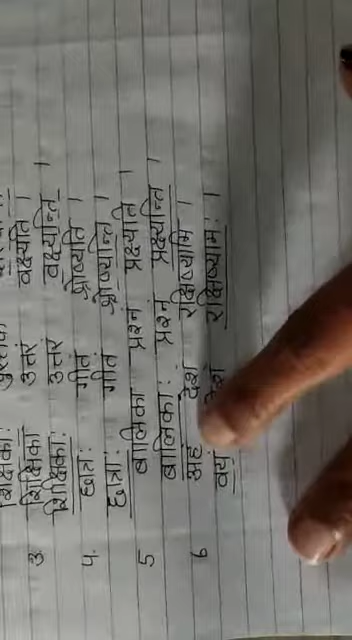 शिक्षिका: पुस्तकं
3. शिक्षिका उत्तरं वक्ष्यति ।
शिक्षिका: उत्तरं वक्ष्यन्ति ।
4. छात्र: गीतं श्रोष्यति ।
छात्रा: गीतं श्रोष्यन्ति ।
5 बालिका प्रश्नं प्रक्ष्यति ।
बालिका: प्रश्नं प्रक्ष्यन्ति ।
6 अहं देशं रक्षिष्यामि ।
वयं रक्षिष्याम: ।